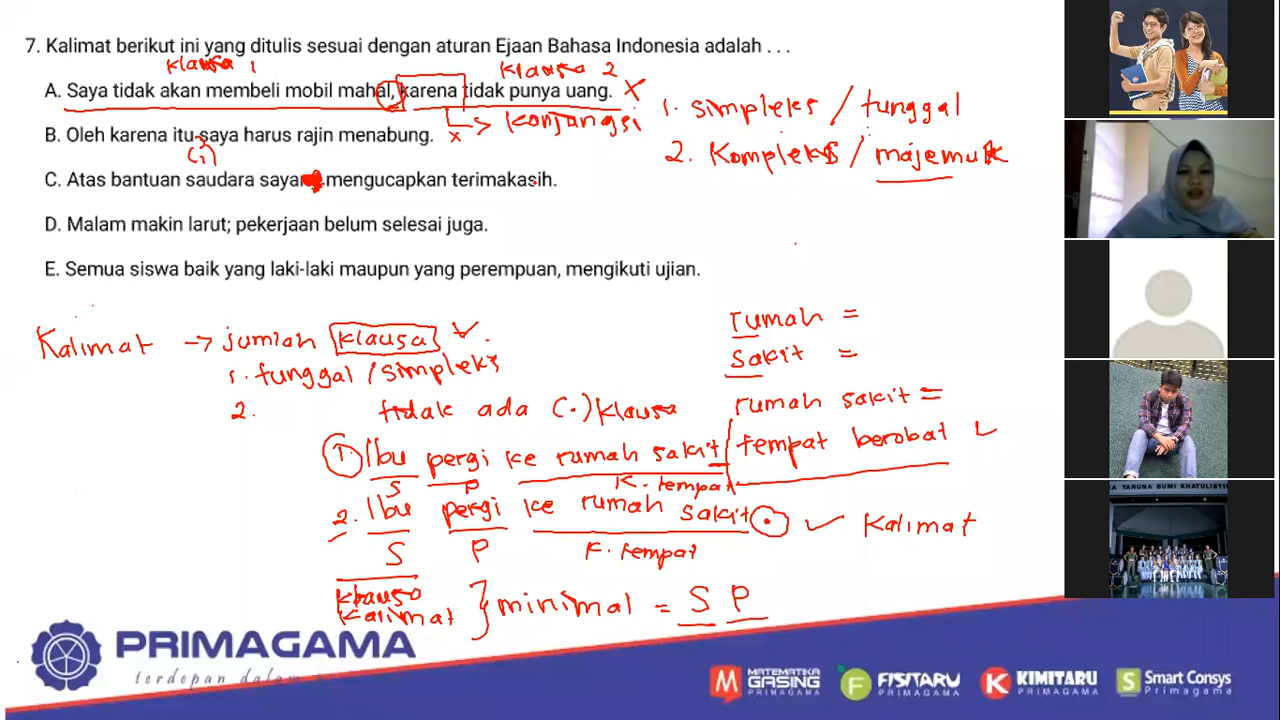 7. Kalimat berikut ini yang ditulis sesuai dengan aturan Ejaan Bahasa Indonesia adalah . . .
klausa 1
klausa 2
A. Saya tidak akan membeli mobil mahal, karena tidak punya uang. X
x > konjungsi
1. simpleks / tunggal
B. Oleh karena itu saya harus rajin menabung.
(,)
2. Kompleks / majemuk
C. Atas bantuan saudara saya mengucapkan terimakasih.
D. Malam makin larut; pekerjaan belum selesai juga.
E. Semua siswa baik yang laki-laki maupun yang perempuan, mengikuti ujian.
Kalimat → jumlah klausa ✓
1. tunggal / simpleks
2.
rumah =
sakit =
rumah sakit =
tempat berobat ✓
tidak ada (.) klausa
1 Ibu pergi ke rumah sakit
S P K. tempat
2. Ibu pergi ke rumah sakit . ✓ Kalimat
S P K. tempat
klausa
kalimat } minimal = S P
PRIMAGAMA
terdepan dalam
MATEMATIKA
GASING
PRIMAGAMA
FISITARU
PRIMAGAMA
KIMITARU
PRIMAGAMA
Smart Consys
Primagama
A TARUNA BUMI KHATULISTI